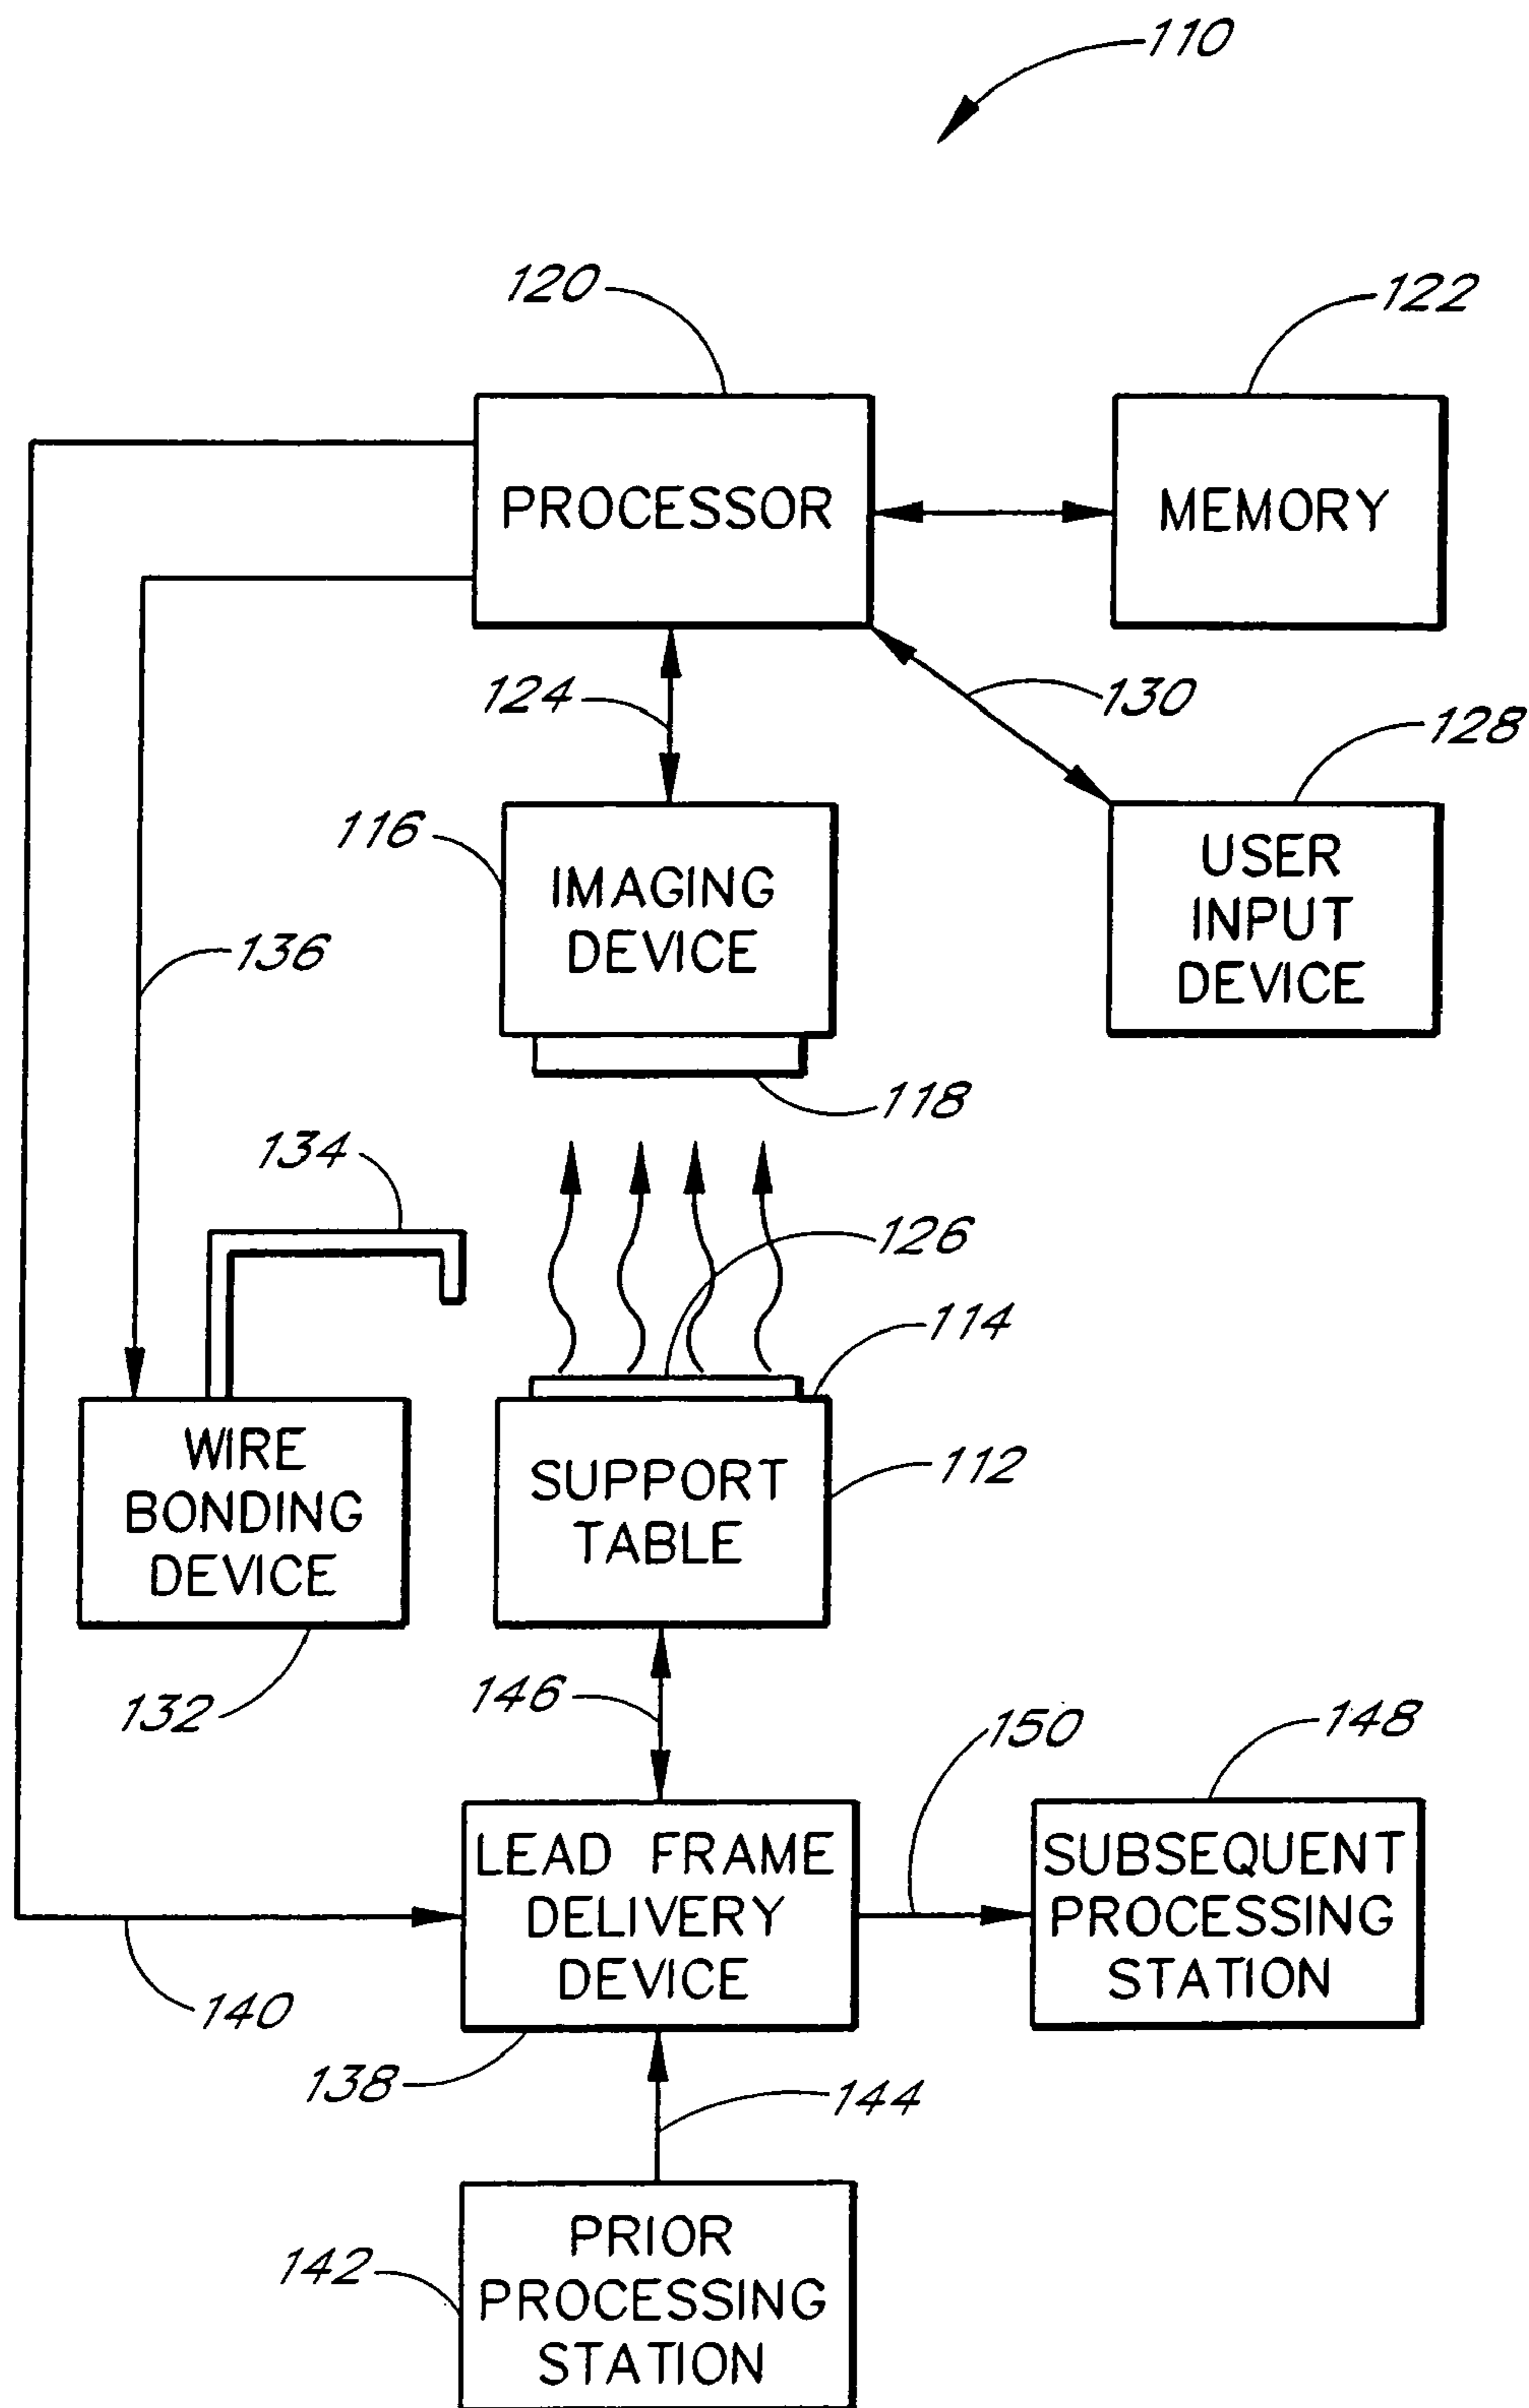 110
120
122
PROCESSOR
MEMORY
124
130
128
116
IMAGING
DEVICE
USER
INPUT
DEVICE
136
118
134
126
114
WIRE
BONDING
DEVICE
SUPPORT
TABLE
112
132
146
150
148
LEAD FRAME
DELIVERY
DEVICE
SUBSEQUENT
PROCESSING
STATION
140
138
144
142
PRIOR
PROCESSING
STATION